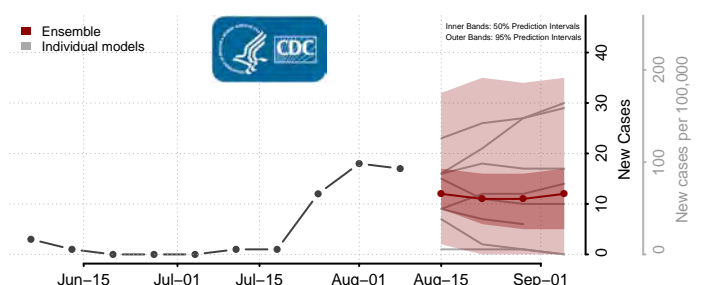 Ensemble
Individual models
CDC
Inner Bands: 50% Prediction Intervals
Outer Bands: 95% Prediction Intervals
0
10
20
30
40
New Cases
0
100
200
New cases per 100,000
Jun−15
Jul−01
Jul−15
Aug−01
Aug−15
Sep−01